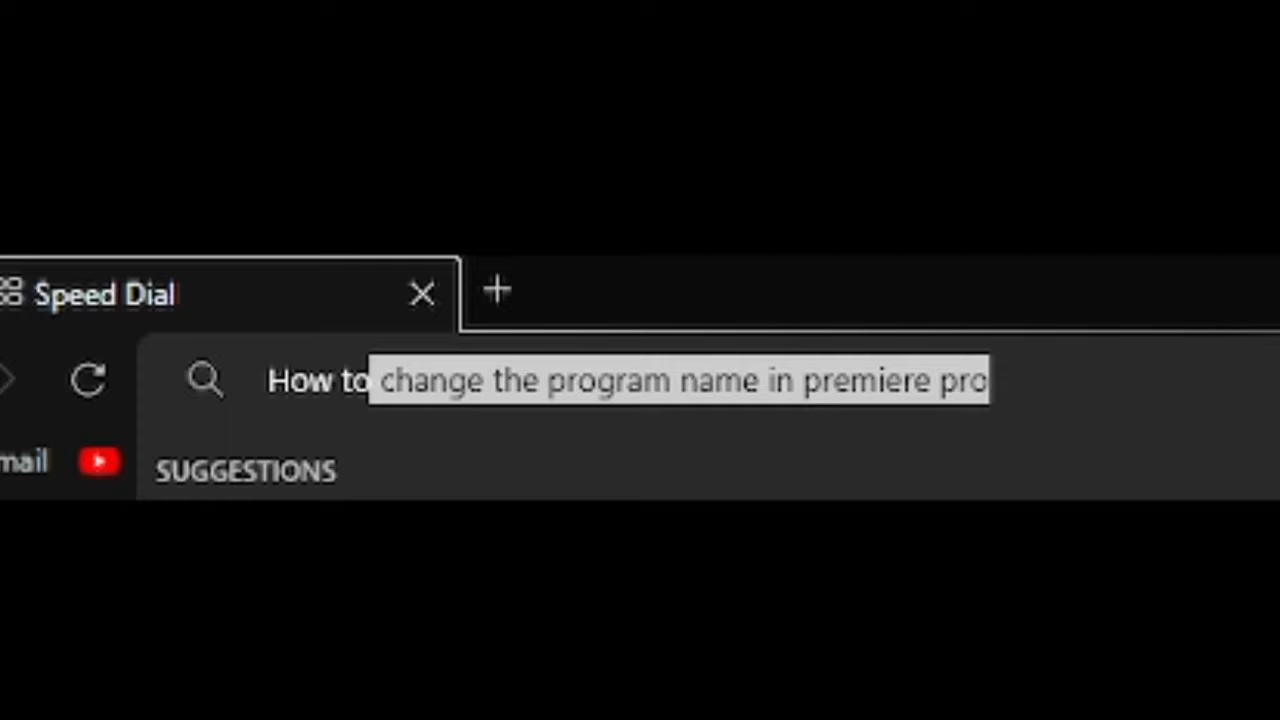 Speed Dial
How to change the program name in premiere pro
mail
SUGGESTIONS